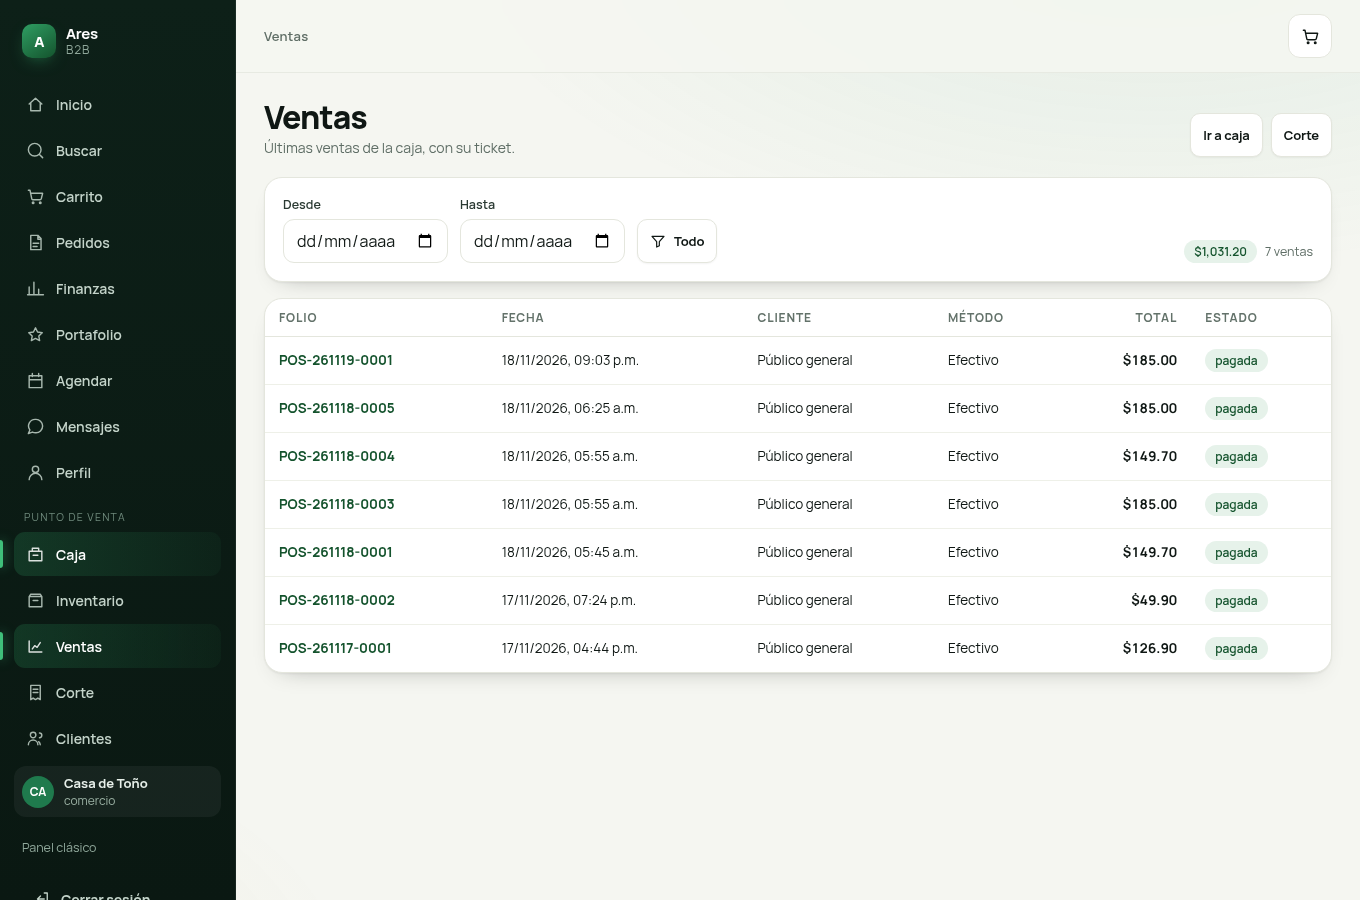 A
Ares
B2B
Inicio
Buscar
Carrito
Pedidos
Finanzas
Portafolio
Agendar
Mensajes
Perfil
PUNTO DE VENTA
Caja
Inventario
Ventas
Corte
Clientes
CA
Casa de Toño
comercio
Panel clásico
Cerrar sesión
Ventas
Ventas
Últimas ventas de la caja, con su ticket.
Ir a caja
Corte
Desde
Hasta
dd/mm/aaaa
dd/mm/aaaa
Todo
$1,031.20 7 ventas
FOLIO FECHA CLIENTE MÉTODO TOTAL ESTADO
POS-261119-0001 18/11/2026, 09:03 p.m. Público general Efectivo $185.00 pagada
POS-261118-0005 18/11/2026, 06:25 a.m. Público general Efectivo $185.00 pagada
POS-261118-0004 18/11/2026, 05:55 a.m. Público general Efectivo $149.70 pagada
POS-261118-0003 18/11/2026, 05:55 a.m. Público general Efectivo $185.00 pagada
POS-261118-0001 18/11/2026, 05:45 a.m. Público general Efectivo $149.70 pagada
POS-261118-0002 17/11/2026, 07:24 p.m. Público general Efectivo $49.90 pagada
POS-261117-0001 17/11/2026, 04:44 p.m. Público general Efectivo $126.90 pagada